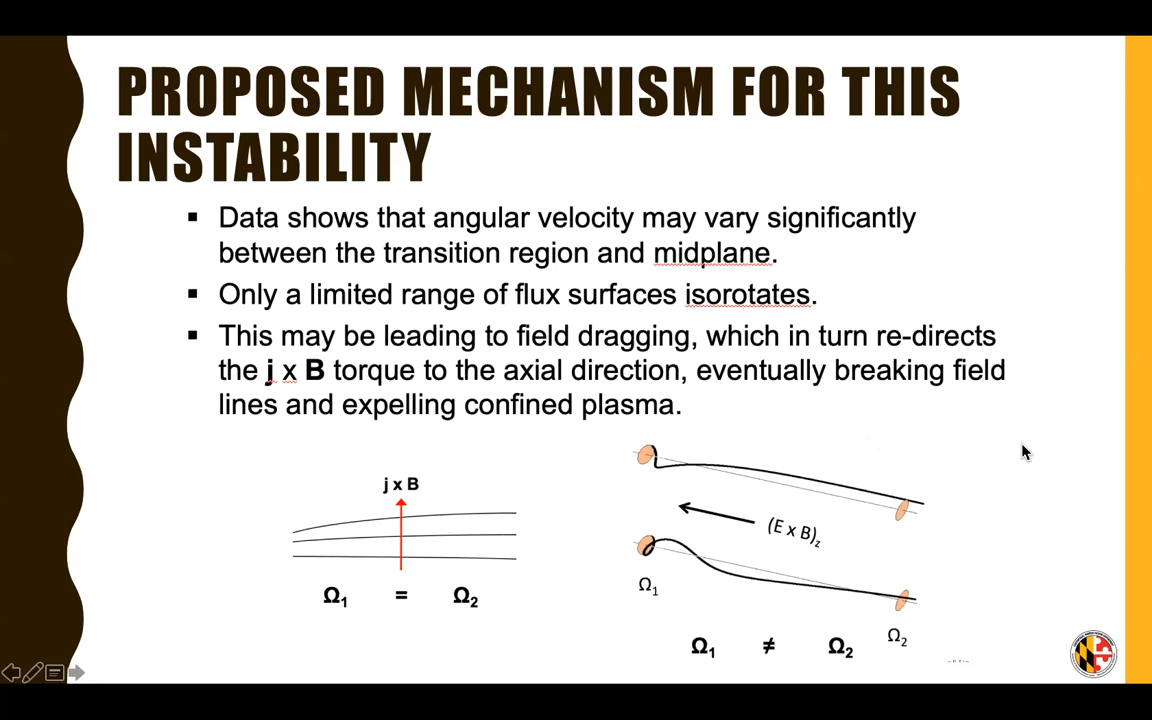 PROPOSED MECHANISM FOR THIS
INSTABILITY
▪ Data shows that angular velocity may vary significantly
between the transition region and midplane.
▪ Only a limited range of flux surfaces isorotates.
▪ This may be leading to field dragging, which in turn re-directs
the j x B torque to the axial direction, eventually breaking field
lines and expelling confined plasma.
j x B
Ω₁ = Ω₂
(E x B)z
Ω₁
Ω₂
Ω₁ ≠ Ω₂